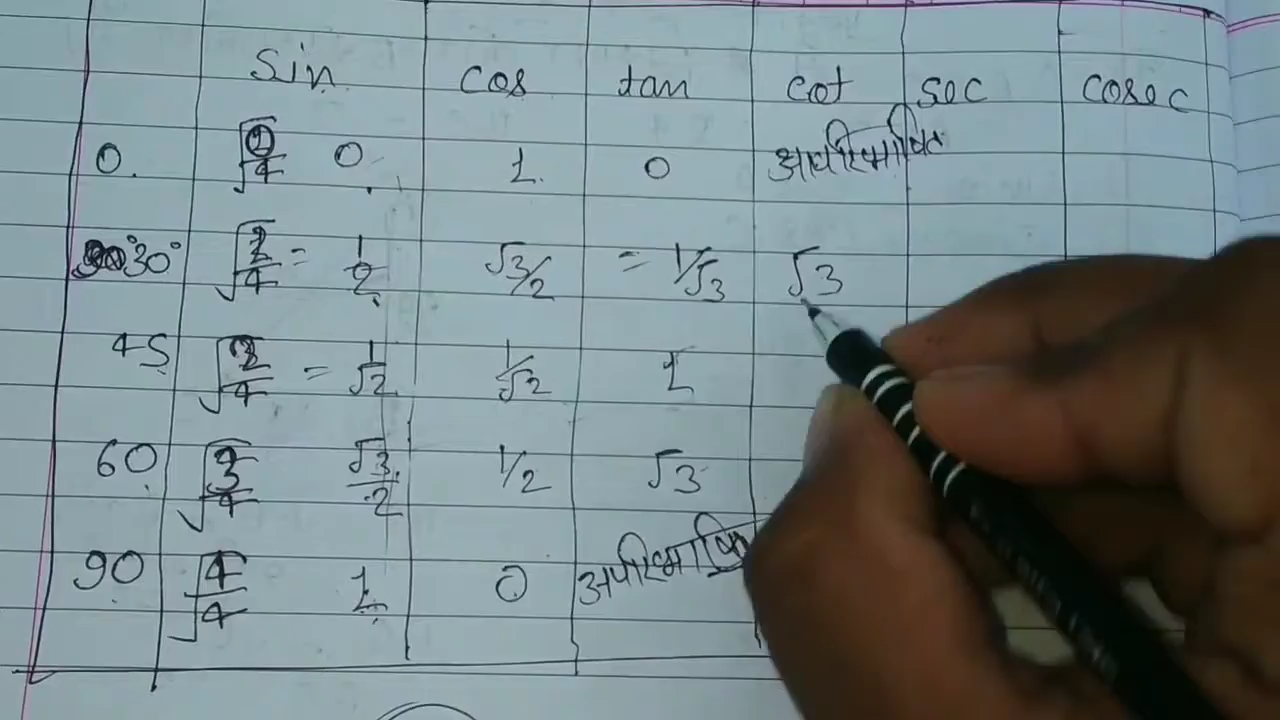 Sin cos tan cot sec cosec
0. √0/4 0 1. 0 अपरिभाषित
30° √1/4 = 1/2 √3/2 = 1/√3 √3
45 √2/4 = 1/√2 1/√2 1
60 √3/4 √3/2 1/2 √3
90 √4/4 1 0 अपरिभाषित